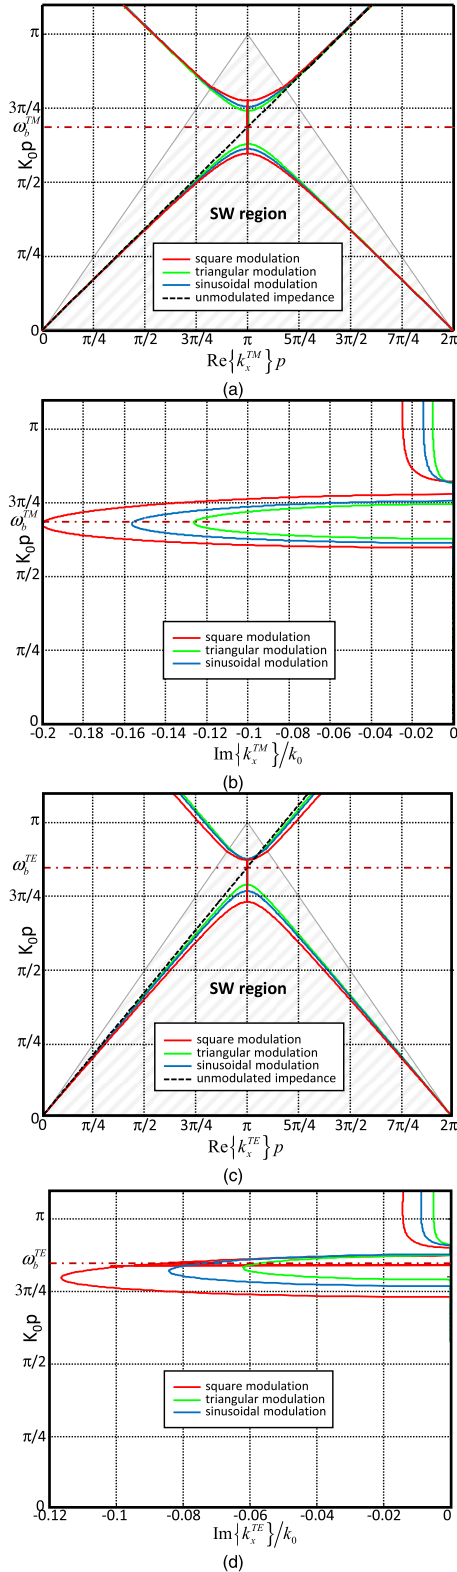 π
3π/4
ω_b^TM
K₀p
π/2
SW region
π/4
square modulation
triangular modulation
sinusoidal modulation
unmodulated impedance
0
0 π/4 π/2 3π/4 π 5π/4 3π/2 7π/4 2π
Re{k_x^TM} p
(a)
π
3π/4
ω_b^TM
K₀p
π/2
π/4
square modulation
triangular modulation
sinusoidal modulation
0
-0.2 -0.18 -0.16 -0.14 -0.12 -0.1 -0.08 -0.06 -0.04 -0.02 0
Im{k_x^TM}/k₀
(b)
π
ω_b^TE
3π/4
K₀p
π/2
SW region
π/4
square modulation
triangular modulation
sinusoidal modulation
unmodulated impedance
0
0 π/4 π/2 3π/4 π 5π/4 3π/2 7π/4 2π
Re{k_x^TE} p
(c)
π
ω_b^TE
3π/4
K₀p
π/2
square modulation
triangular modulation
sinusoidal modulation
π/4
0
-0.12 -0.1 -0.08 -0.06 -0.04 -0.02 0
Im{k_x^TE}/k₀
(d)